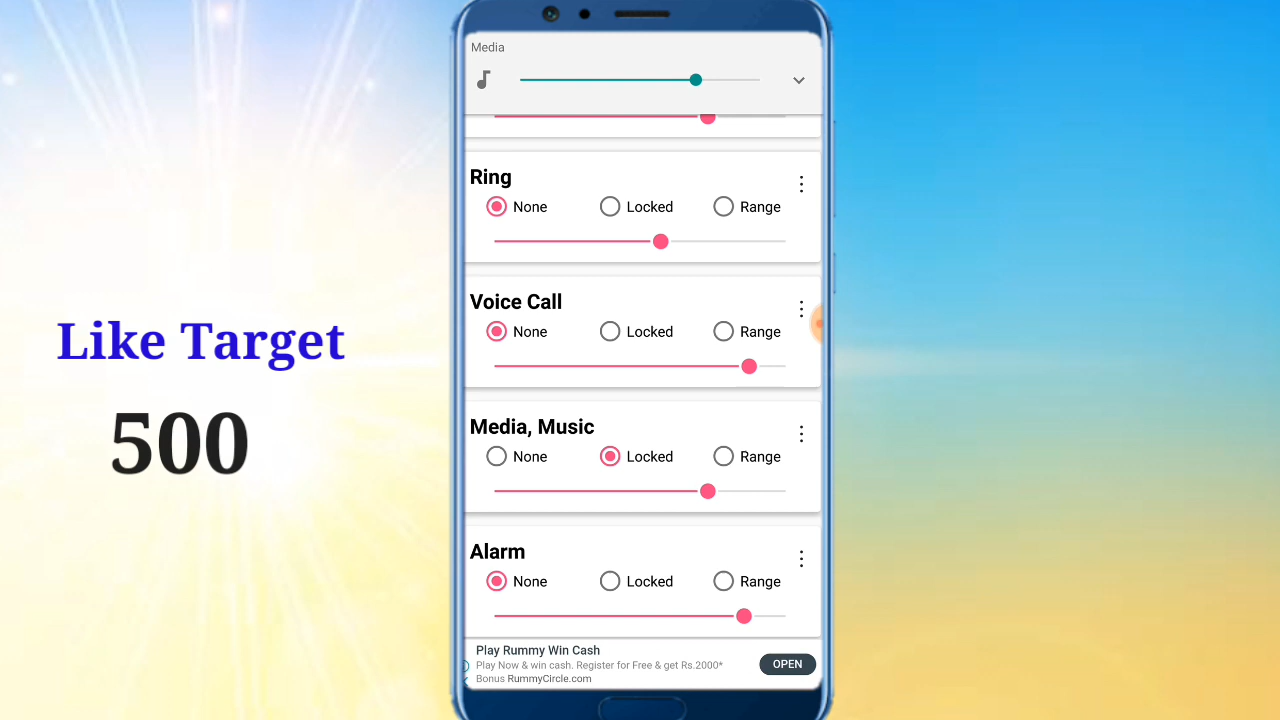 Media
Ring
None Locked Range
Voice Call
None Locked Range
Media, Music
None Locked Range
Alarm
None Locked Range
Play Rummy Win Cash
Play Now & win cash. Register for Free & get Rs.2000*
Bonus RummyCircle.com
OPEN
Like Target
500